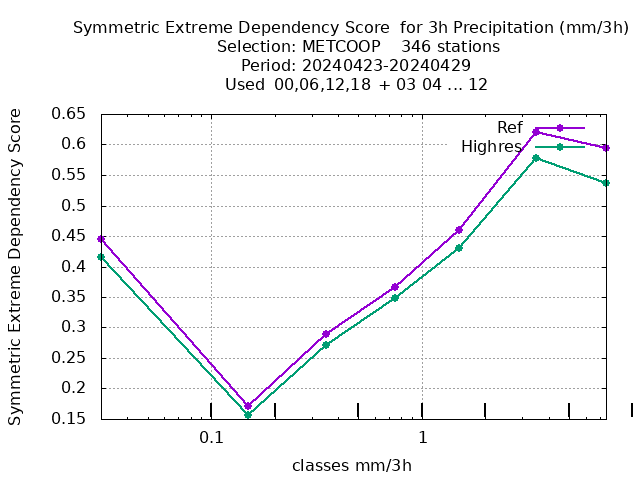 Symmetric Extreme Dependency Score  for 3h Precipitation (mm/3h)
Selection: METCOOP    346 stations
Period: 20240423-20240429
Used  00,06,12,18  + 03 04 ... 12
Symmetric Extreme Dependency Score
0.65
0.6
0.55
0.5
0.45
0.4
0.35
0.3
0.25
0.2
0.15
Ref
Highres
0.1
1
classes mm/3h